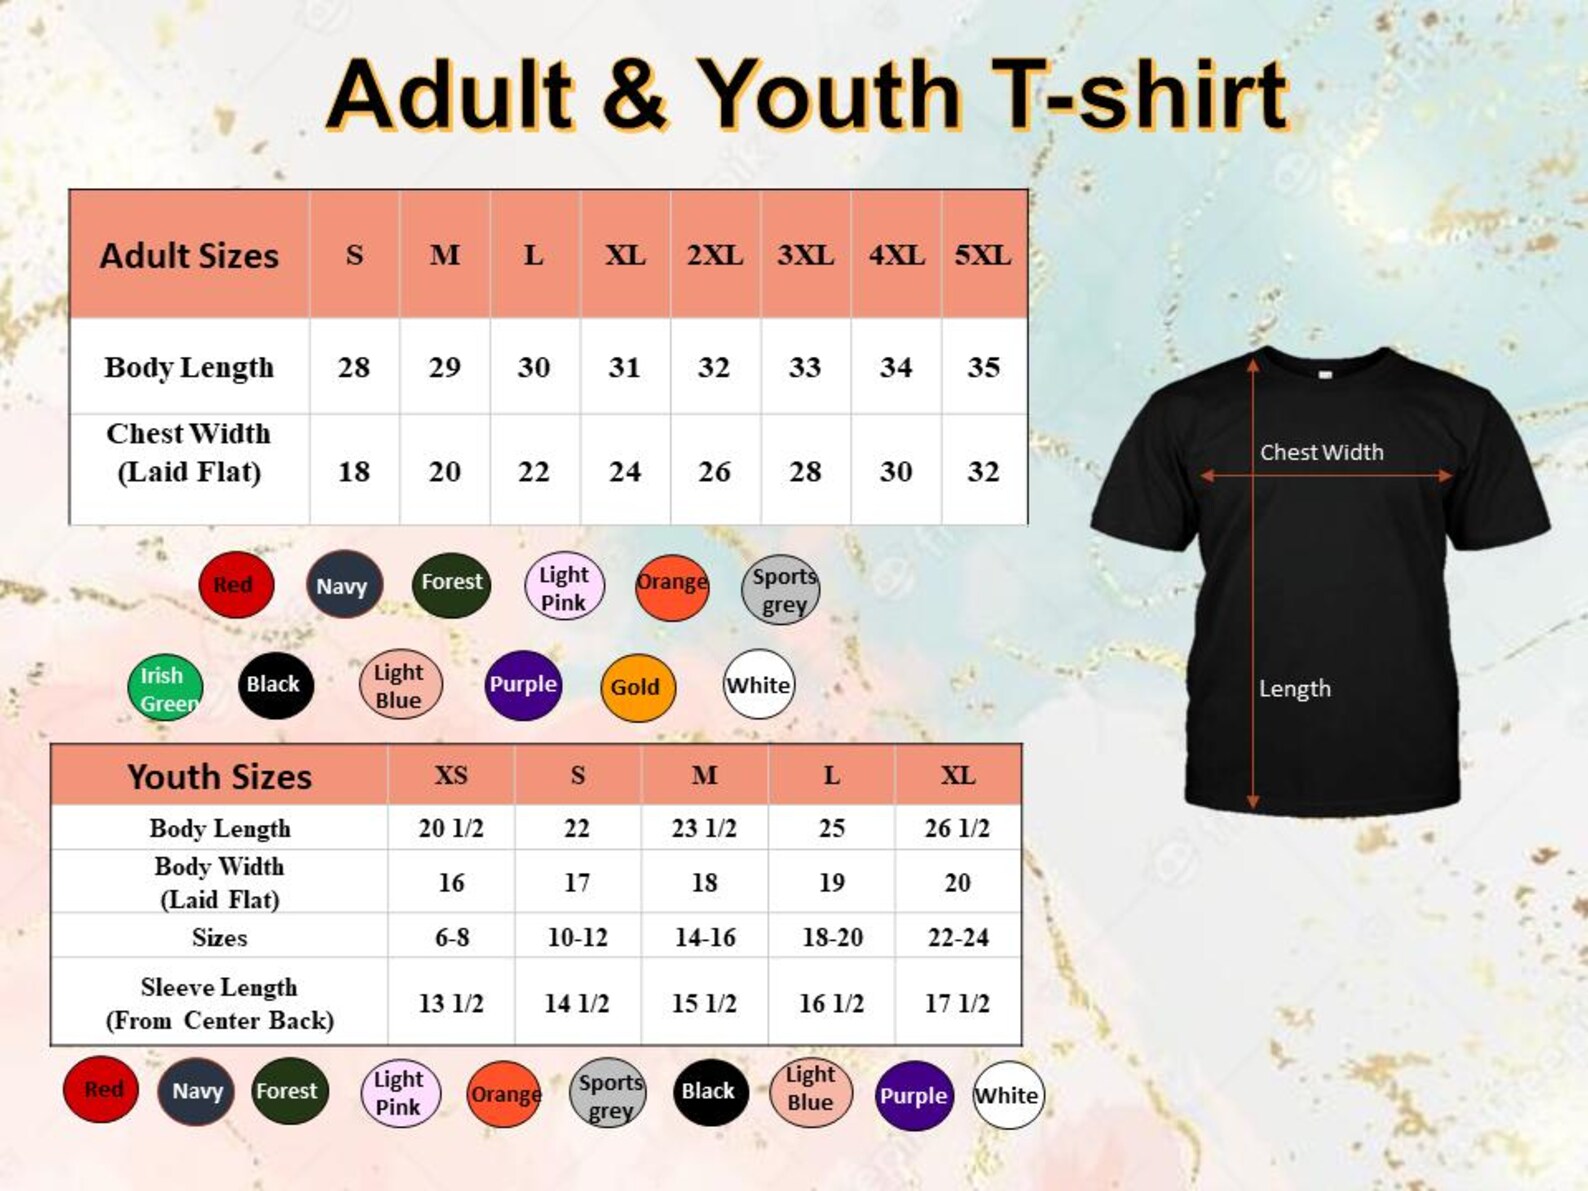 Adult & Youth T-shirt
Adult Sizes S M L XL 2XL 3XL 4XL 5XL
Body Length 28 29 30 31 32 33 34 35
Chest Width
(Laid Flat) 18 20 22 24 26 28 30 32
Chest Width
Length
Red Navy Forest Light Pink Orange Sports grey
Irish Green Black Light Blue Purple Gold White
Youth Sizes XS S M L XL
Body Length 20 1/2 22 23 1/2 25 26 1/2
Body Width
(Laid Flat) 16 17 18 19 20
Sizes 6-8 10-12 14-16 18-20 22-24
Sleeve Length
(From Center Back) 13 1/2 14 1/2 15 1/2 16 1/2 17 1/2
Red Navy Forest Light Pink Orange Sports grey Black Light Blue Purple White